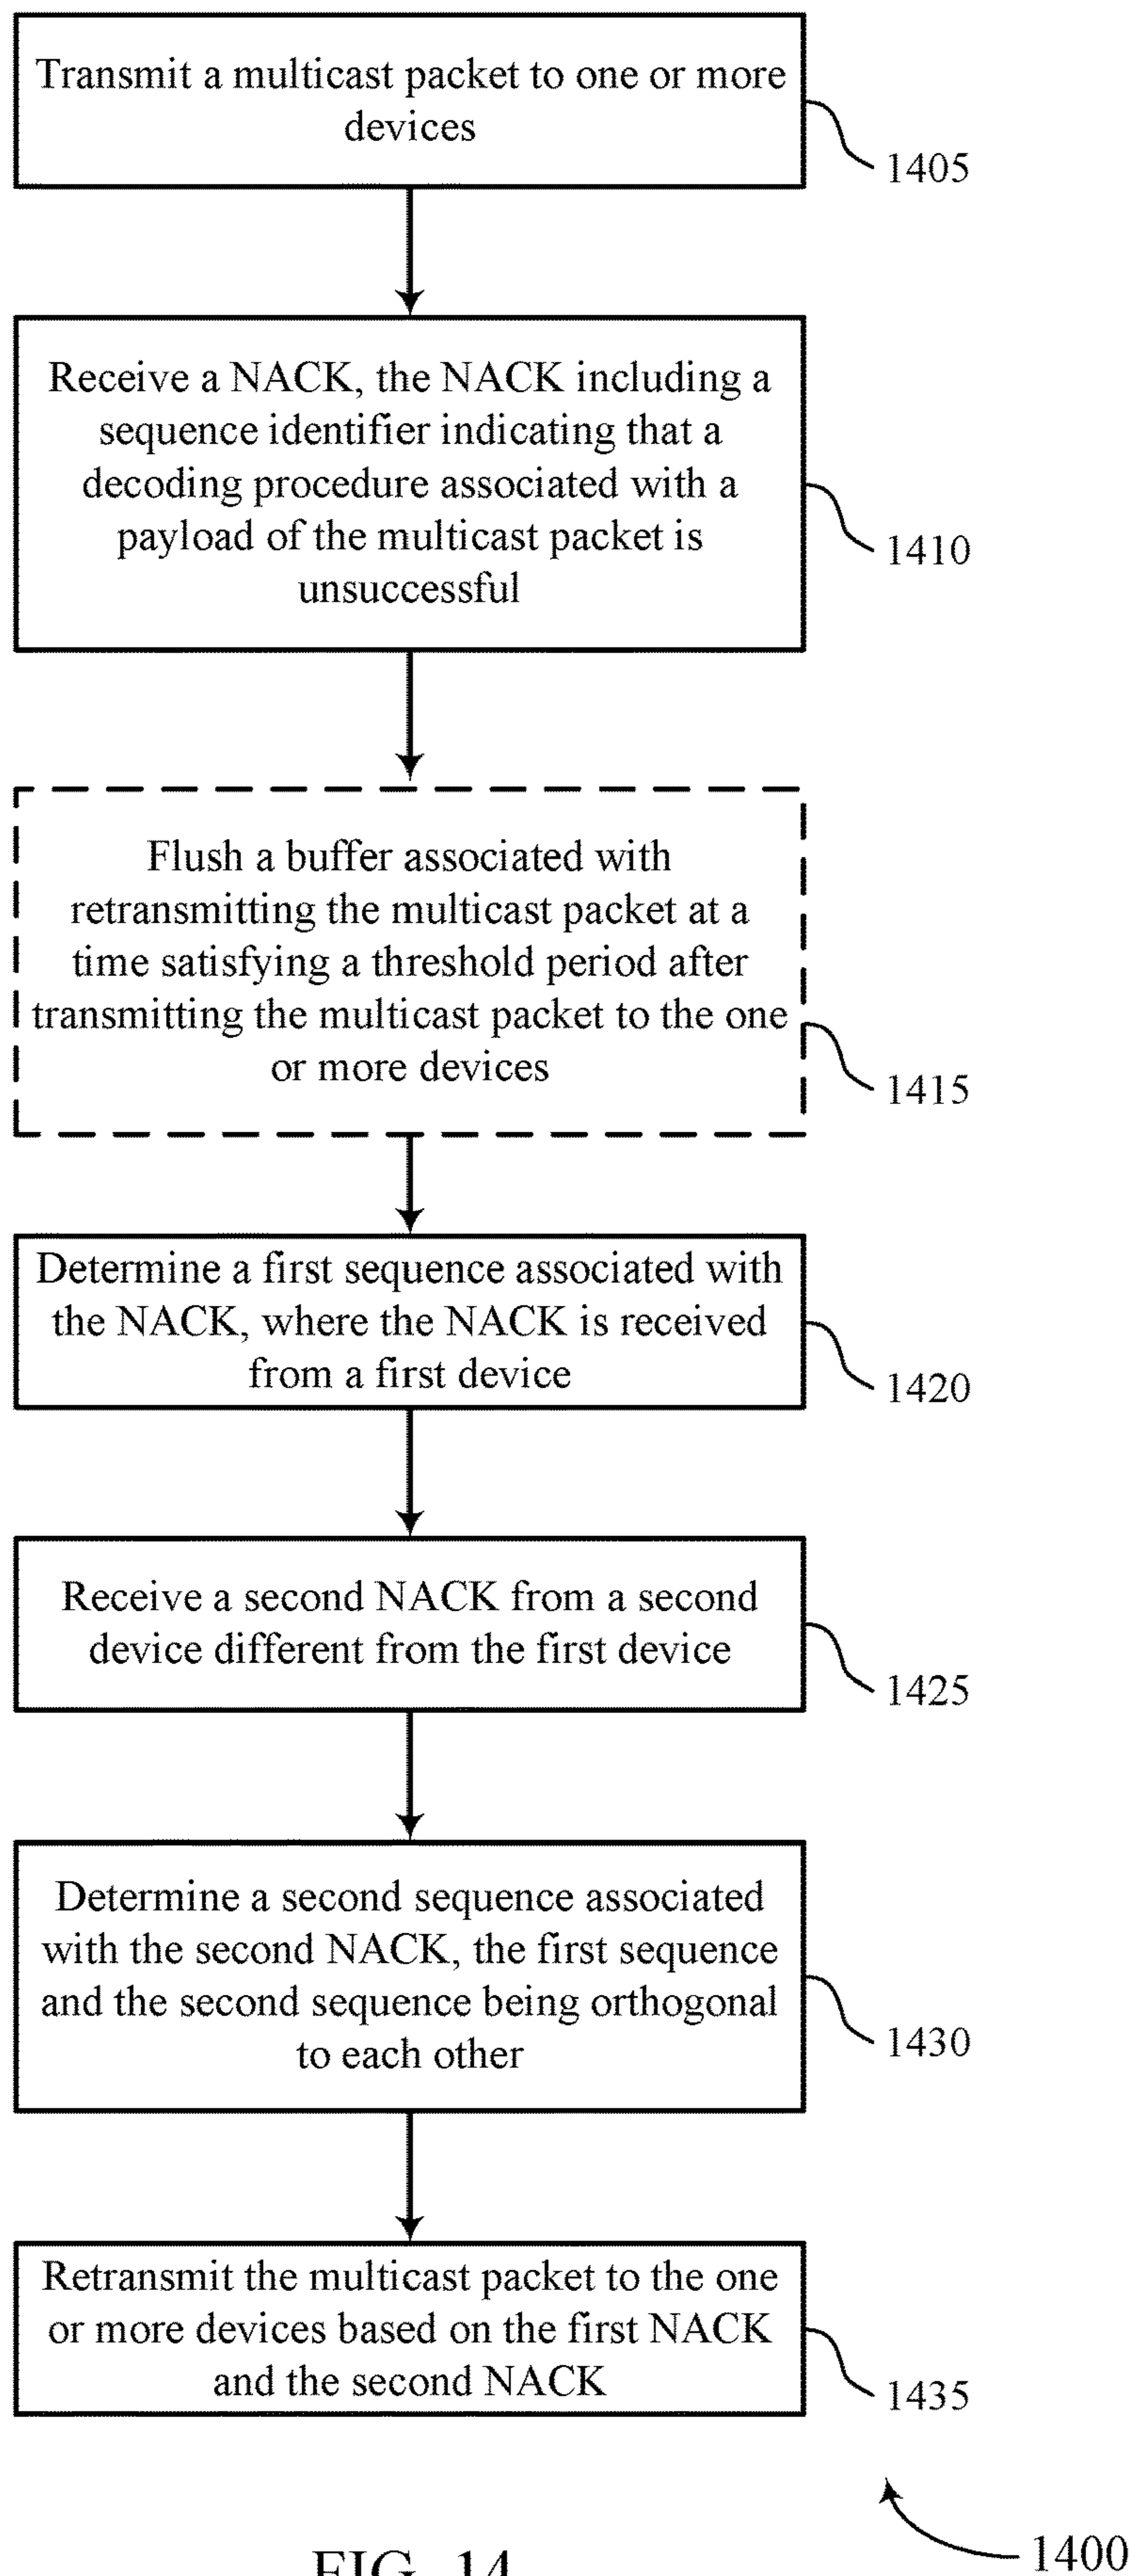 Transmit a multicast packet to one or more
devices
1405
Receive a NACK, the NACK including a
sequence identifier indicating that a
decoding procedure associated with a
payload of the multicast packet is
unsuccessful
1410
Flush a buffer associated with
retransmitting the multicast packet at a
time satisfying a threshold period after
transmitting the multicast packet to the one
or more devices
1415
Determine a first sequence associated with
the NACK, where the NACK is received
from a first device
1420
Receive a second NACK from a second
device different from the first device
1425
Determine a second sequence associated
with the second NACK, the first sequence
and the second sequence being orthogonal
to each other
1430
Retransmit the multicast packet to the one
or more devices based on the first NACK
and the second NACK
1435
1400
FIG. 14